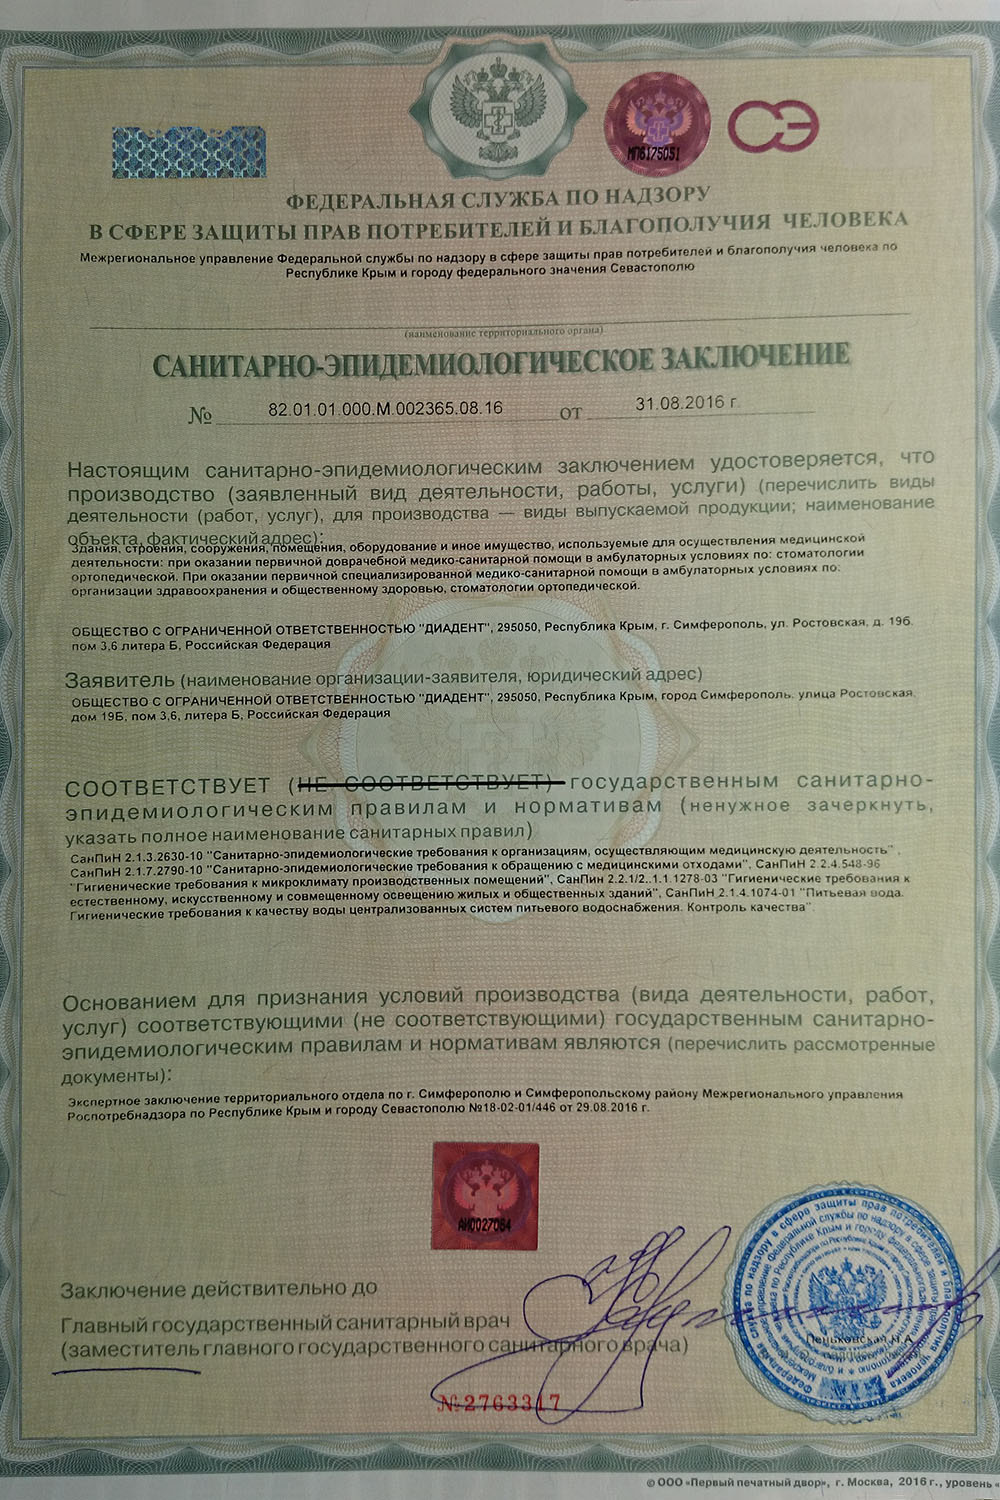 МП6175051
СЭ
ФЕДЕРАЛЬНАЯ СЛУЖБА ПО НАДЗОРУ
В СФЕРЕ ЗАЩИТЫ ПРАВ ПОТРЕБИТЕЛЕЙ И БЛАГОПОЛУЧИЯ ЧЕЛОВЕКА
Межрегиональное управление Федеральной службы по надзору в сфере защиты прав потребителей и благополучия человека по
Республике Крым и городу федерального значения Севастополю
(наименование территориального органа)
САНИТАРНО-ЭПИДЕМИОЛОГИЧЕСКОЕ ЗАКЛЮЧЕНИЕ
№ 82.01.01.000.М.002365.08.16 от 31.08.2016 г.
Настоящим санитарно-эпидемиологическим заключением удостоверяется, что
производство (заявленный вид деятельности, работы, услуги) (перечислить виды
деятельности (работ, услуг), для производства — виды выпускаемой продукции; наименование
объекта, фактический адрес):
Здания, строения, сооружения, помещения, оборудование и иное имущество, используемые для осуществления медицинской
деятельности: при оказании первичной доврачебной медико-санитарной помощи в амбулаторных условиях по: стоматологии
ортопедической. При оказании первичной специализированной медико-санитарной помощи в амбулаторных условиях по:
организации здравоохранения и общественному здоровью, стоматологии ортопедической.
ОБЩЕСТВО С ОГРАНИЧЕННОЙ ОТВЕТСТВЕННОСТЬЮ "ДИАДЕНТ", 295050, Республика Крым, г. Симферополь, ул. Ростовская, д. 19б.
пом 3,6 литера Б, Российская Федерация
Заявитель (наименование организации-заявителя, юридический адрес)
ОБЩЕСТВО С ОГРАНИЧЕННОЙ ОТВЕТСТВЕННОСТЬЮ "ДИАДЕНТ", 295050, Республика Крым, город Симферополь, улица Ростовская,
дом 19Б, пом 3,6, литера Б, Российская Федерация
СООТВЕТСТВУЕТ (НЕ СООТВЕТСТВУЕТ) государственным санитарно-
эпидемиологическим правилам и нормативам (ненужное зачеркнуть,
указать полное наименование санитарных правил)
СанПиН 2.1.3.2630-10 "Санитарно-эпидемиологические требования к организациям, осуществляющим медицинскую деятельность" ,
СанПиН 2.1.7.2790-10 "Санитарно-эпидемиологические требования к обращению с медицинскими отходами", СанПиН 2.2.4.548-96
"Гигиенические требования к микроклимату производственных помещений", СанПин 2.2.1/2..1.1.1278-03 "Гигиенические требования к
естественному, искусственному и совмещенному освещению жилых и общественных зданий", СанПиН 2.1.4.1074-01 "Питьевая вода.
Гигиенические требования к качеству воды централизованных систем питьевого водоснабжения. Контроль качества".
Основанием для признания условий производства (вида деятельности, работ,
услуг) соответствующими (не соответствующими) государственным санитарно-
эпидемиологическим правилам и нормативам являются (перечислить рассмотренные
документы):
Экспертное заключение территориального отдела по г. Симферополю и Симферопольскому району Межрегионального управления
Роспотребнадзора по Республике Крым и городу Севастополю №18-02-01/446 от 29.08.2016 г.
АИ0027084
Заключение действительно до
Главный государственный санитарный врач
(заместитель главного государственного санитарного врача)
Пеньковская Н.А.
№2763317
© ООО «Первый печатный двор», г. Москва, 2016 г., уровень «